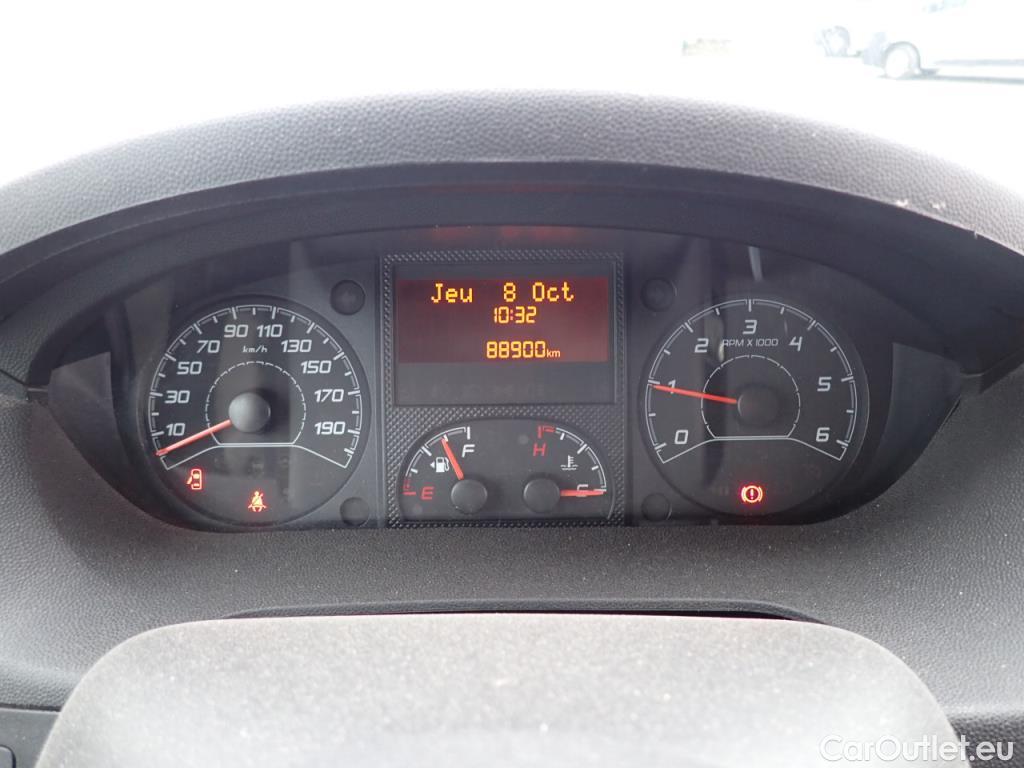 Jeu 8 Oct
10:32
88900km
10 30 50 70 90 110 130 150 170 190
km/h
E F
H C
0 1 2 3 4 5 6
RPM X 1000
CarOutlet.eu